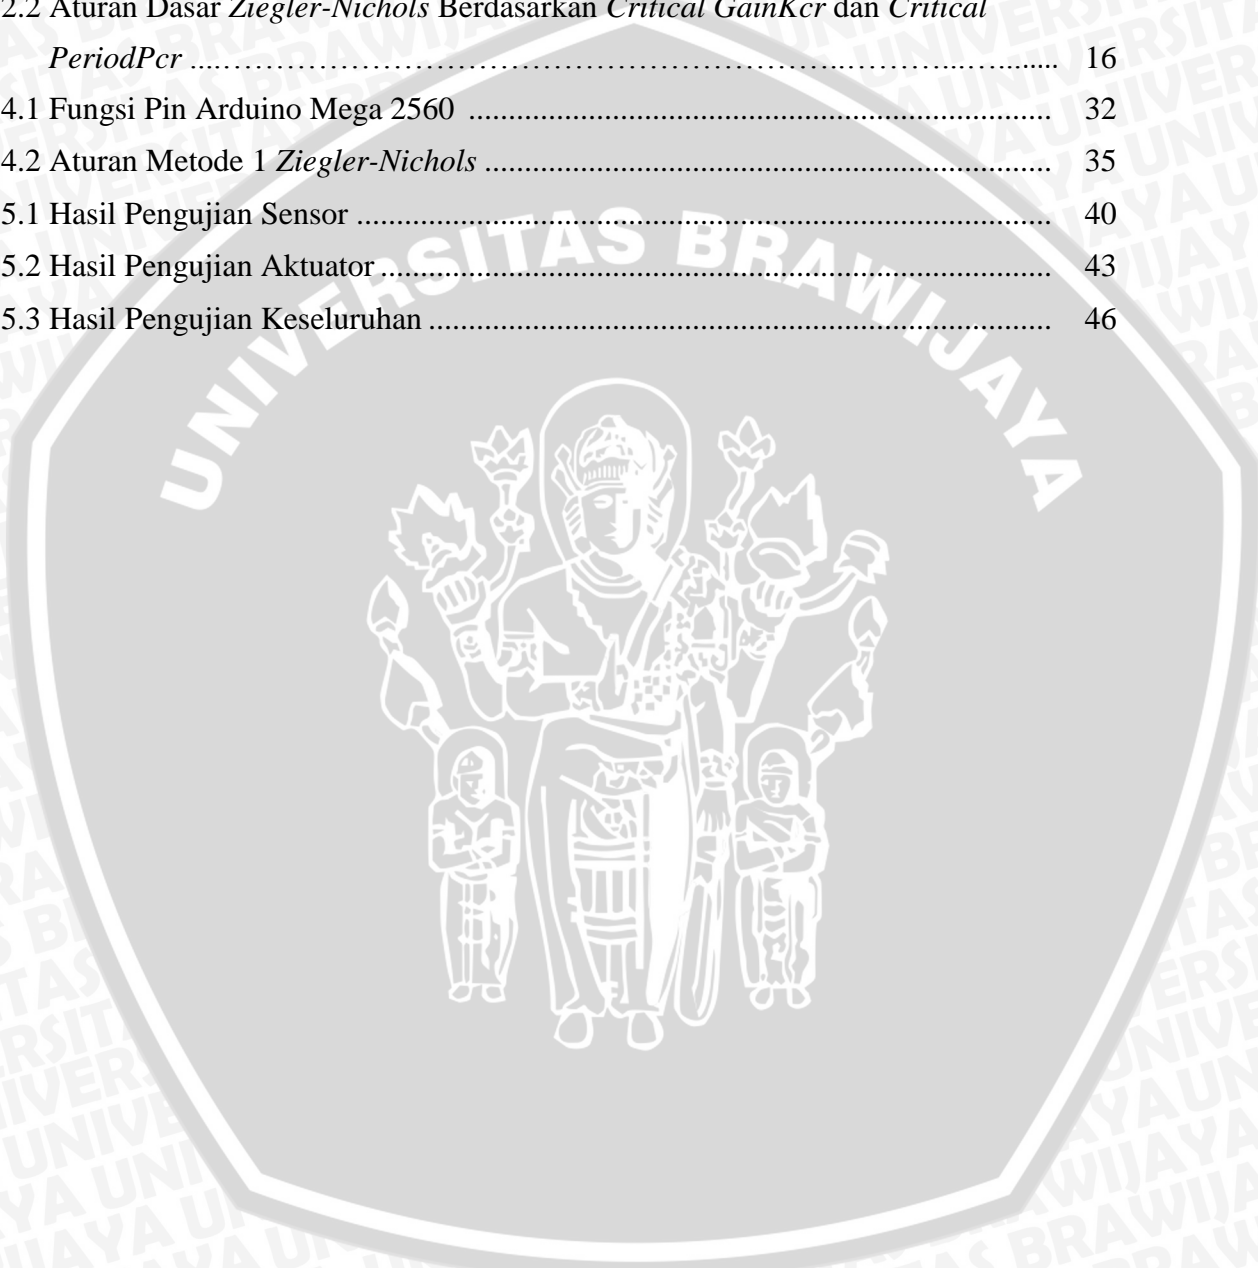 2.2 Aturan Dasar Ziegler-Nichols Berdasarkan Critical GainKcr dan Critical
PeriodPcr ................................................................................ 16
4.1 Fungsi Pin Arduino Mega 2560 ........................................................................ 32
4.2 Aturan Metode 1 Ziegler-Nichols ...................................................................... 35
5.1 Hasil Pengujian Sensor ...................................................................................... 40
5.2 Hasil Pengujian Aktuator ................................................................................... 43
5.3 Hasil Pengujian Keseluruhan ............................................................................. 46
UNIVERSITAS BRAWIJAYA